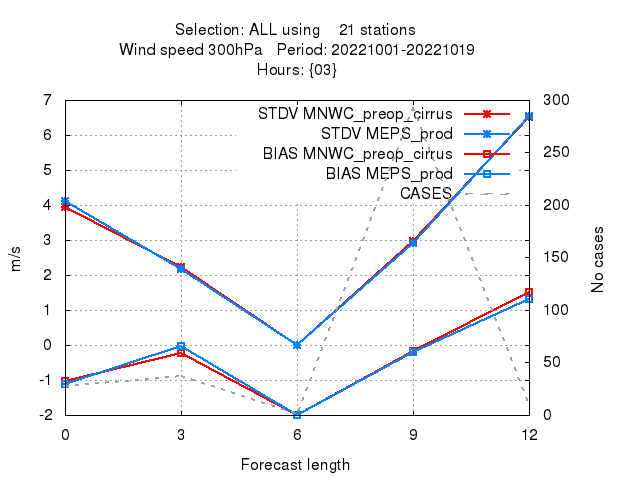 Selection: ALL using    21 stations
Wind speed 300hPa   Period: 20221001-20221019
Hours: {03}
STDV MNWC_preop_cirrus
STDV MEPS_prod
BIAS MNWC_preop_cirrus
BIAS MEPS_prod
CASES
7
6
5
4
3
2
1
0
-1
-2
m/s
300
250
200
150
100
50
0
No cases
0 3 6 9 12
Forecast length